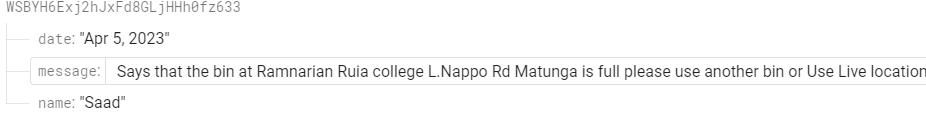 WSBYH6Exj2hJxFd8GLjHHh0fz633
date: "Apr 5, 2023"
message: Says that the bin at Ramnarian Ruia college L.Nappo Rd Matunga is full please use another bin or Use Live location
name: "Saad"